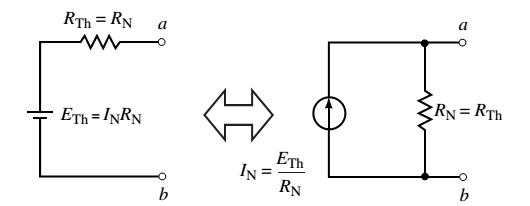 R_Th = R_N
a
E_Th = I_N R_N
b
I_N = E_Th / R_N
a
R_N = R_Th
b